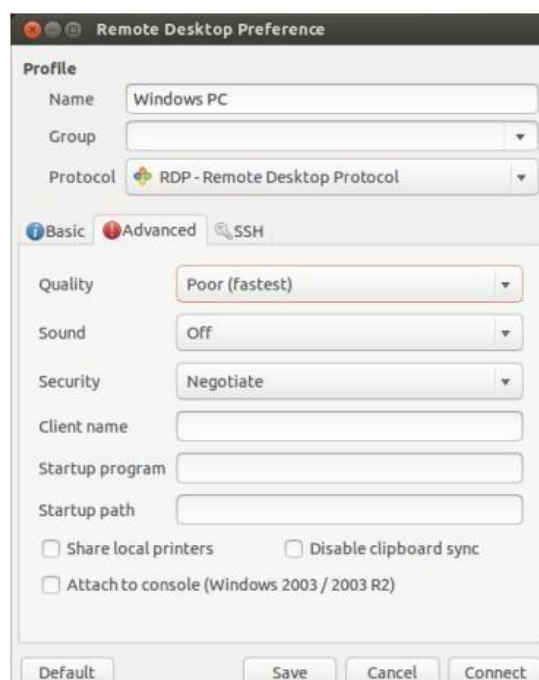 Remote Desktop Preference
Profile
Name Windows PC
Group
Protocol RDP - Remote Desktop Protocol
Basic Advanced SSH
Quality Poor (fastest)
Sound Off
Security Negotiate
Client name
Startup program
Startup path
Share local printers Disable clipboard sync
Attach to console (Windows 2003 / 2003 R2)
Default Save Cancel Connect